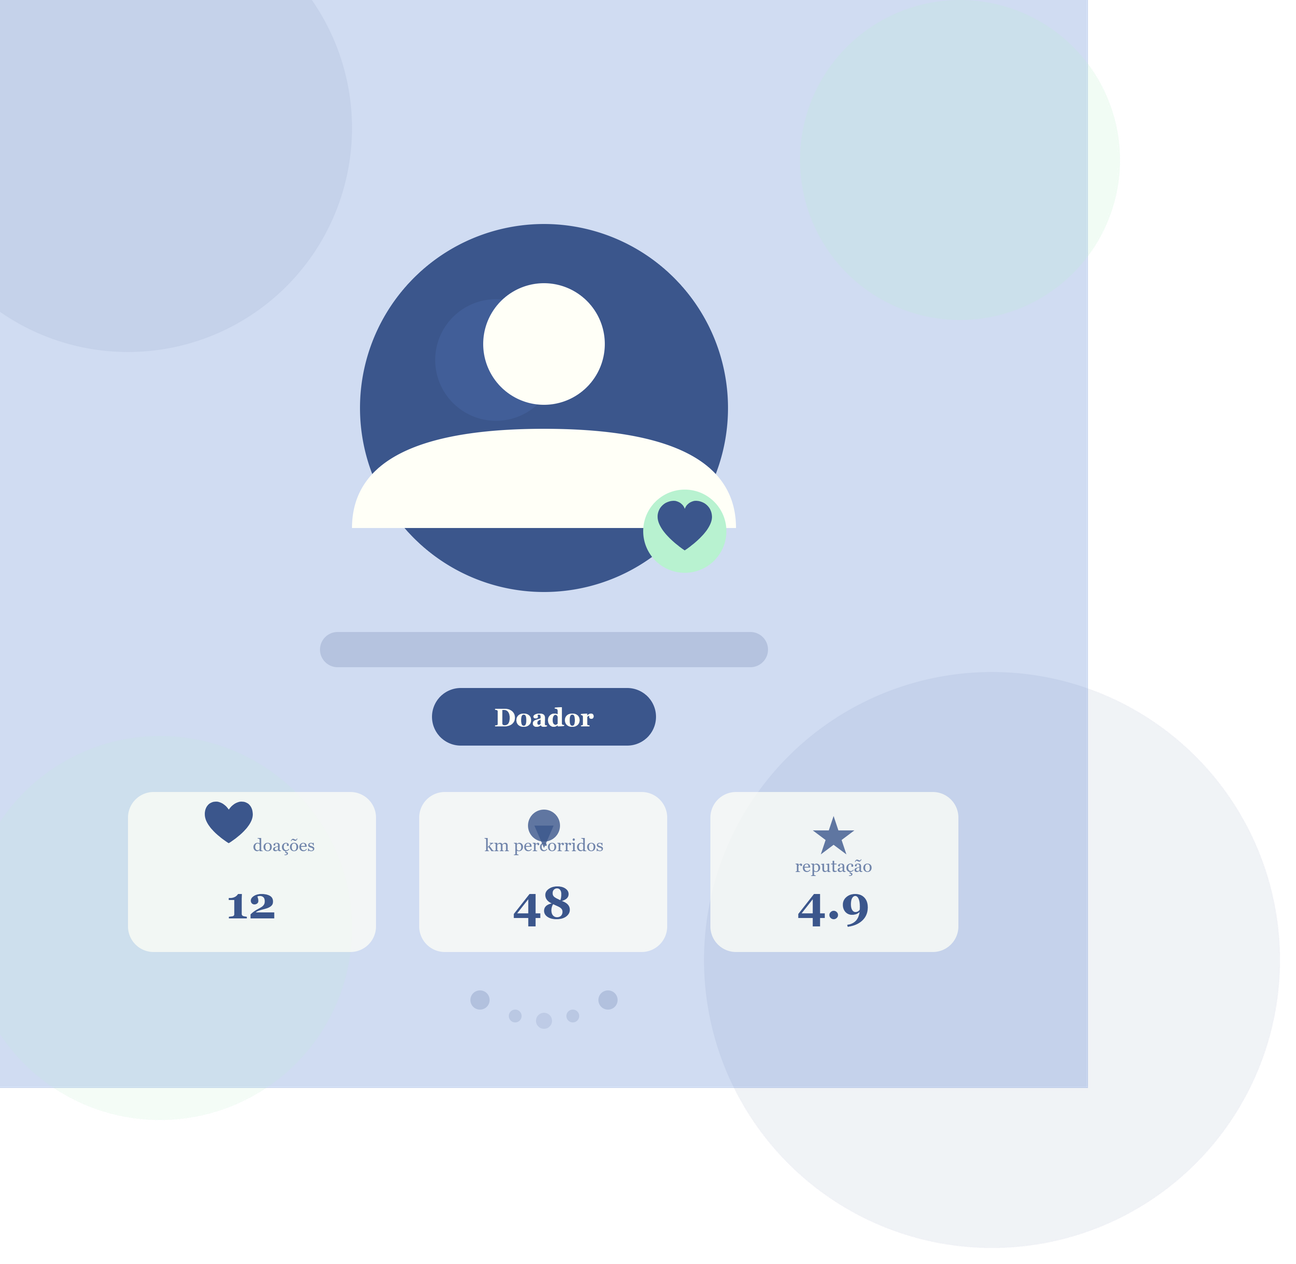 Doador
doações
12
km percorridos
48
reputação
4.9